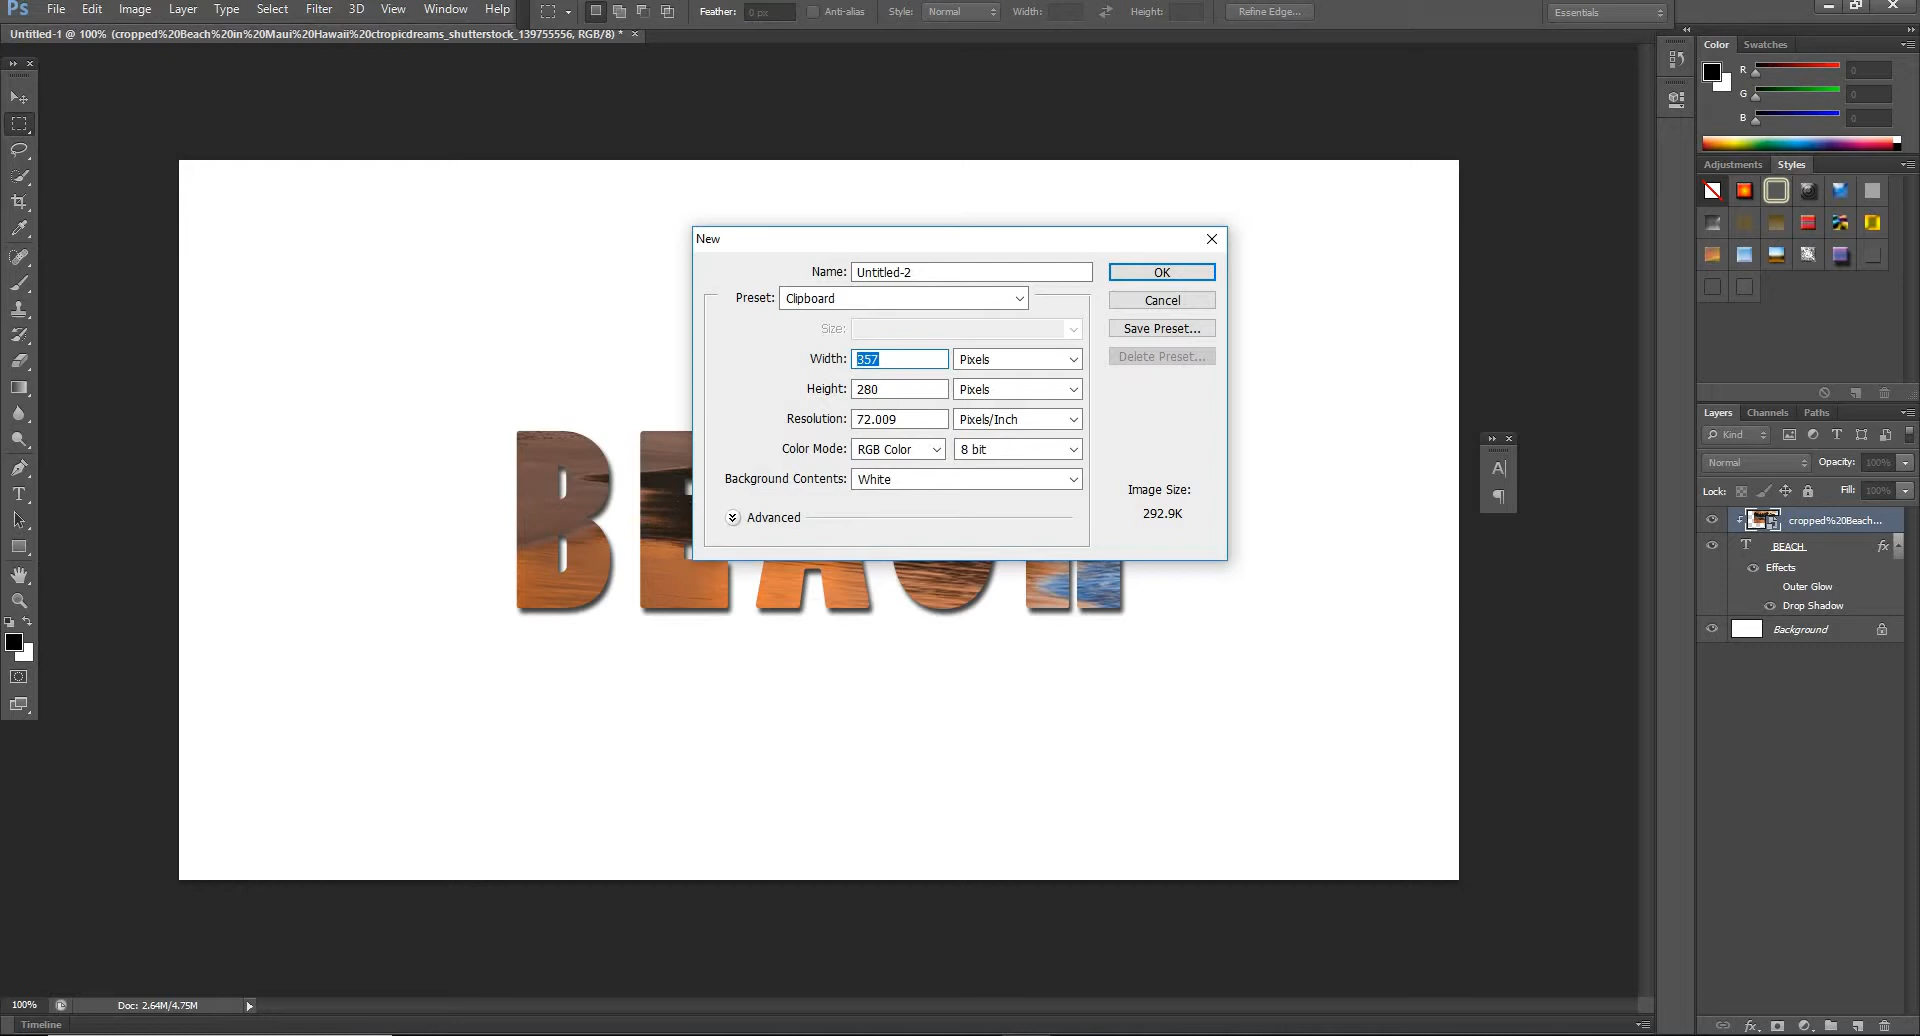 Ps File Edit Image Layer Type Select Filter 3D View Window Help Feather: 0 px Anti-alias Style: Normal Width: Height: Refine Edge... Essentials
Untitled-1 @ 100% (cropped%20Beach%20in%20Maui%20Hawaii%20ctropicdreams_shutterstock_139755556, RGB/8) *
Color Swatches
R 0
G 0
B 0
Adjustments Styles
New
Name: Untitled-2 OK
Preset: Clipboard Cancel
Size: Save Preset...
Width: 357 Pixels Delete Preset...
Height: 280 Pixels
Resolution: 72.009 Pixels/Inch
Color Mode: RGB Color 8 bit
Background Contents: White
Image Size:
292.9K
Advanced
BEACH
Layers Channels Paths
Kind
Normal Opacity: 100%
Lock: Fill: 100%
cropped%20Beach...
T BEACH fx
Effects
Outer Glow
Drop Shadow
Background
100% Doc: 2.64M/4.75M
Timeline